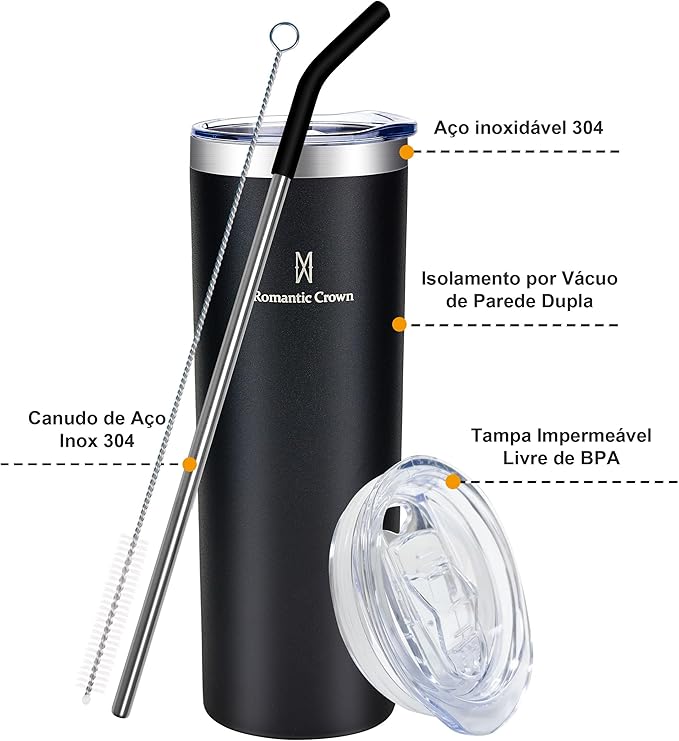 Aço inoxidável 304
Romantic Crown
Isolamento por Vácuo
de Parede Dupla
Canudo de Aço
Inox 304
Tampa Impermeável
Livre de BPA